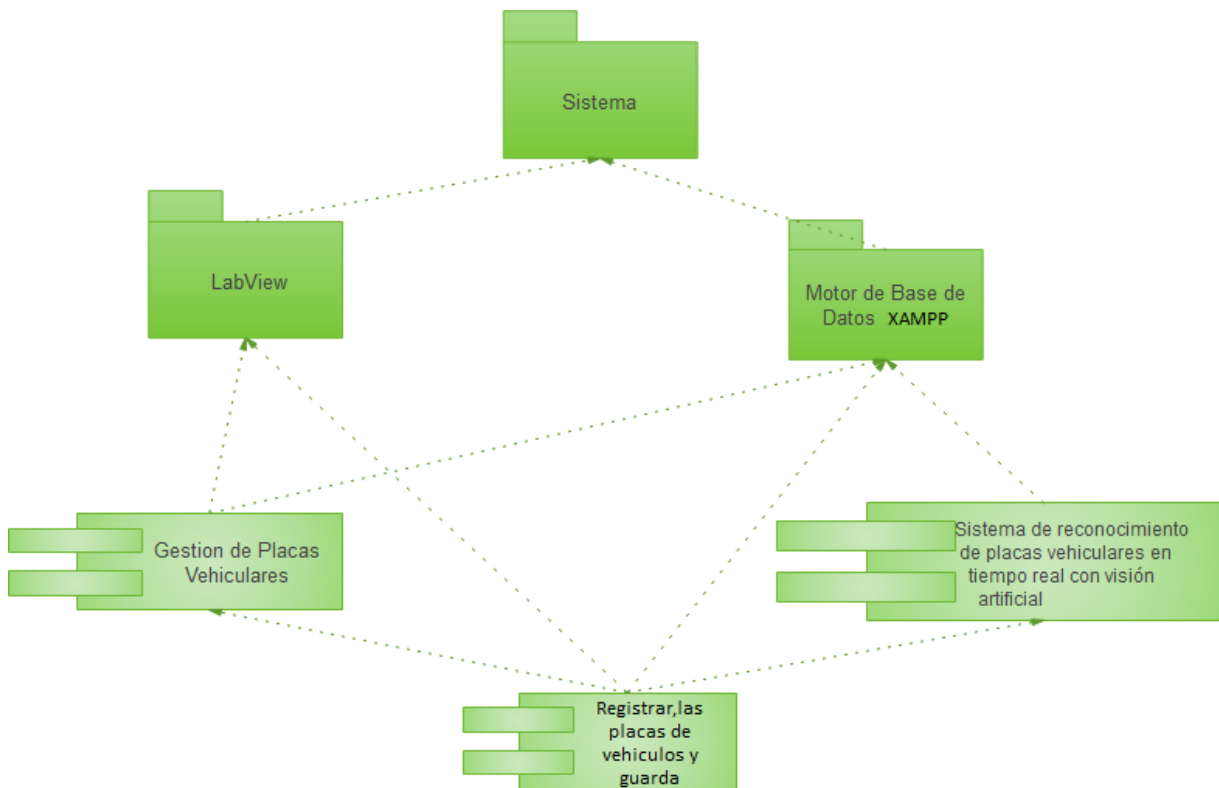 Sistema
LabView
Motor de Base de
Datos XAMPP
Gestion de Placas
Vehiculares
Sistema de reconocimiento
de placas vehiculares en
tiempo real con visión
artificial
Registrar,las
placas de
vehiculos y
guarda